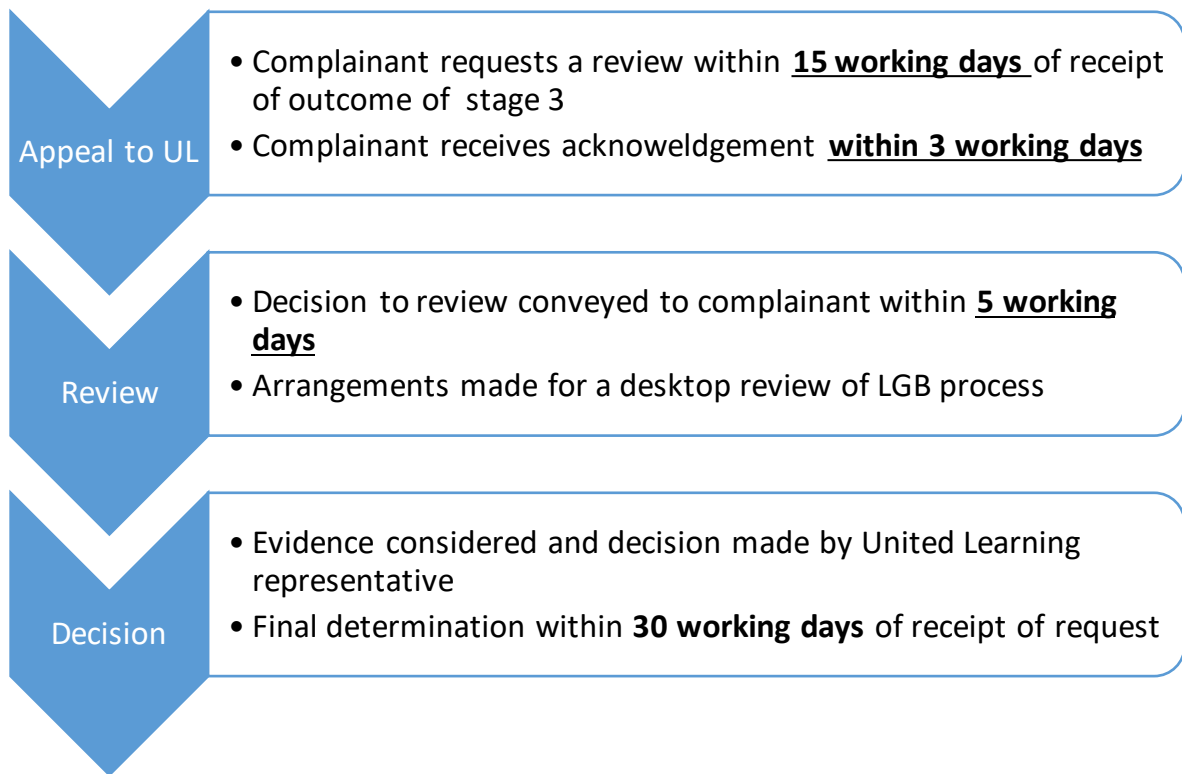 Appeal to UL
• Complainant requests a review within 15 working days of receipt
of outcome of stage 3
• Complainant receives acknoweldgement within 3 working days
Review
• Decision to review conveyed to complainant within 5 working
days
• Arrangements made for a desktop review of LGB process
Decision
• Evidence considered and decision made by United Learning
representative
• Final determination within 30 working days of receipt of request